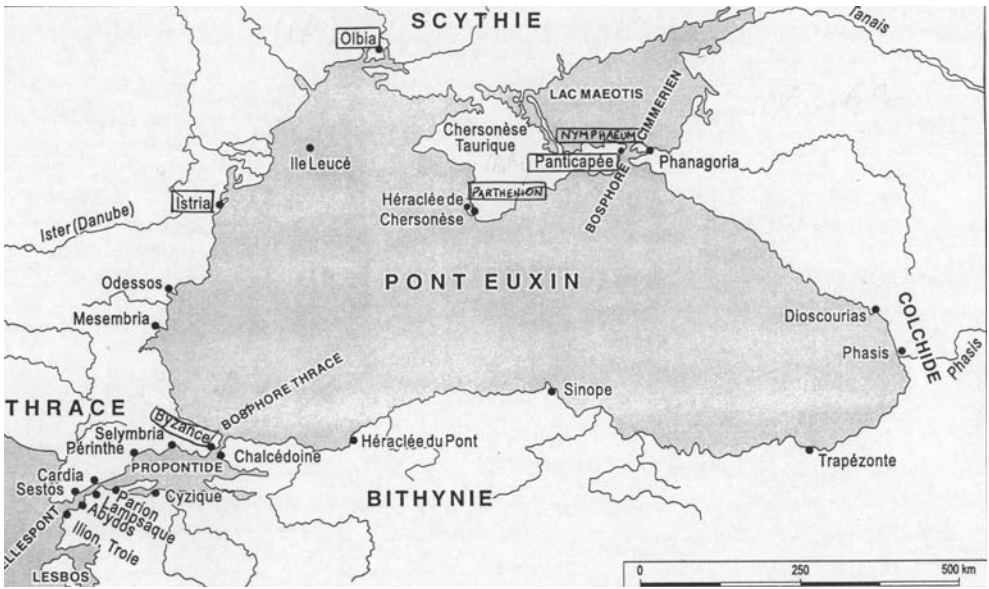 SCYTHIE
Olbia
Tanais
LAC MAEOTIS
CIMMERIEN
NYMPHAEUM
Chersonèse
Taurique
Ile Leucé
Panticapée
Phanagoria
BOSPHORE
PARTHENION
Héraclée de
Chersonèse
Istria
Ister (Danube)
PONT EUXIN
Odessos
Mesembria
Dioscourias
COLCHIDE
Phasis
Phasis
BOSPHORE THRACE
Sinope
THRACE
Byzance
Selymbria
Périnthe
Chalcédoine
Héraclée du Pont
Trapézonte
PROPONTIDE
Cardia
Sestos
Cyzique
BITHYNIE
Parion
Lampsaque
Abydos
Illion, Troie
ELLESPONT
LESBOS
0 250 500 km